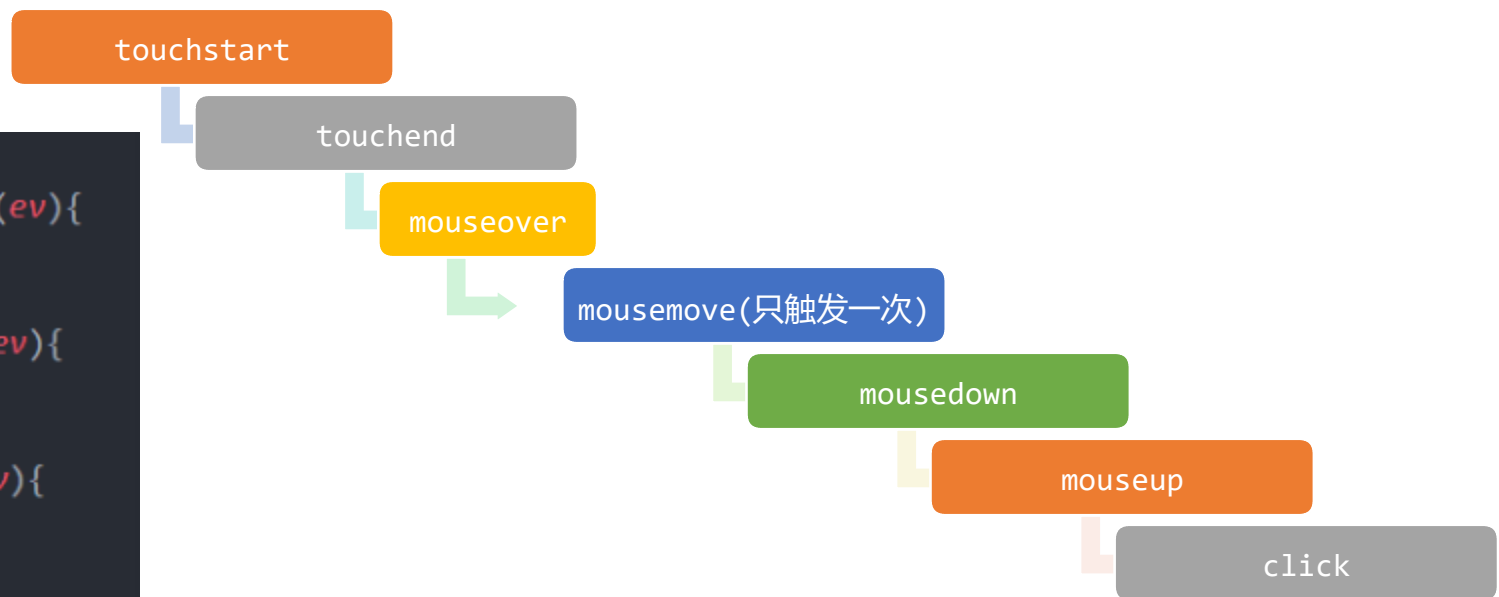 touchstart
touchend
mouseover
mousemove(只触发一次)
mousedown
mouseup
click
(ev){
ev){
v){